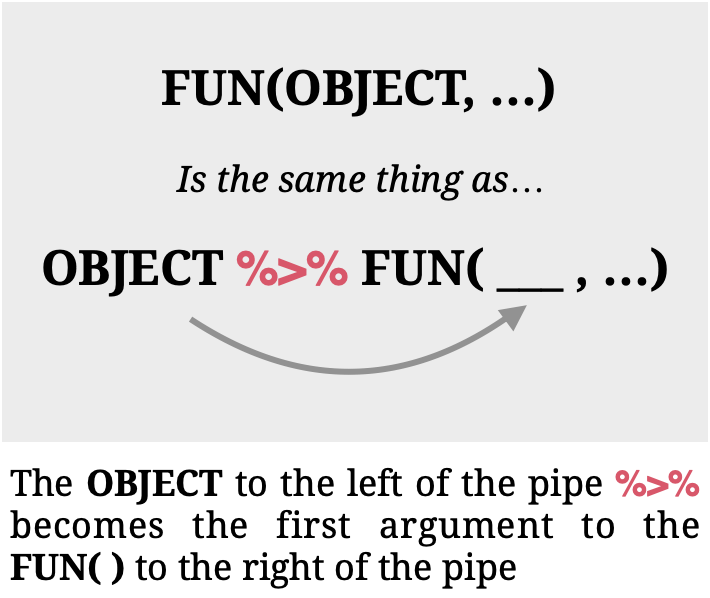 FUN(OBJECT, …)
Is the same thing as…
OBJECT %>% FUN( ___ , …)
The OBJECT to the left of the pipe %>%
becomes the first argument to the
FUN( ) to the right of the pipe